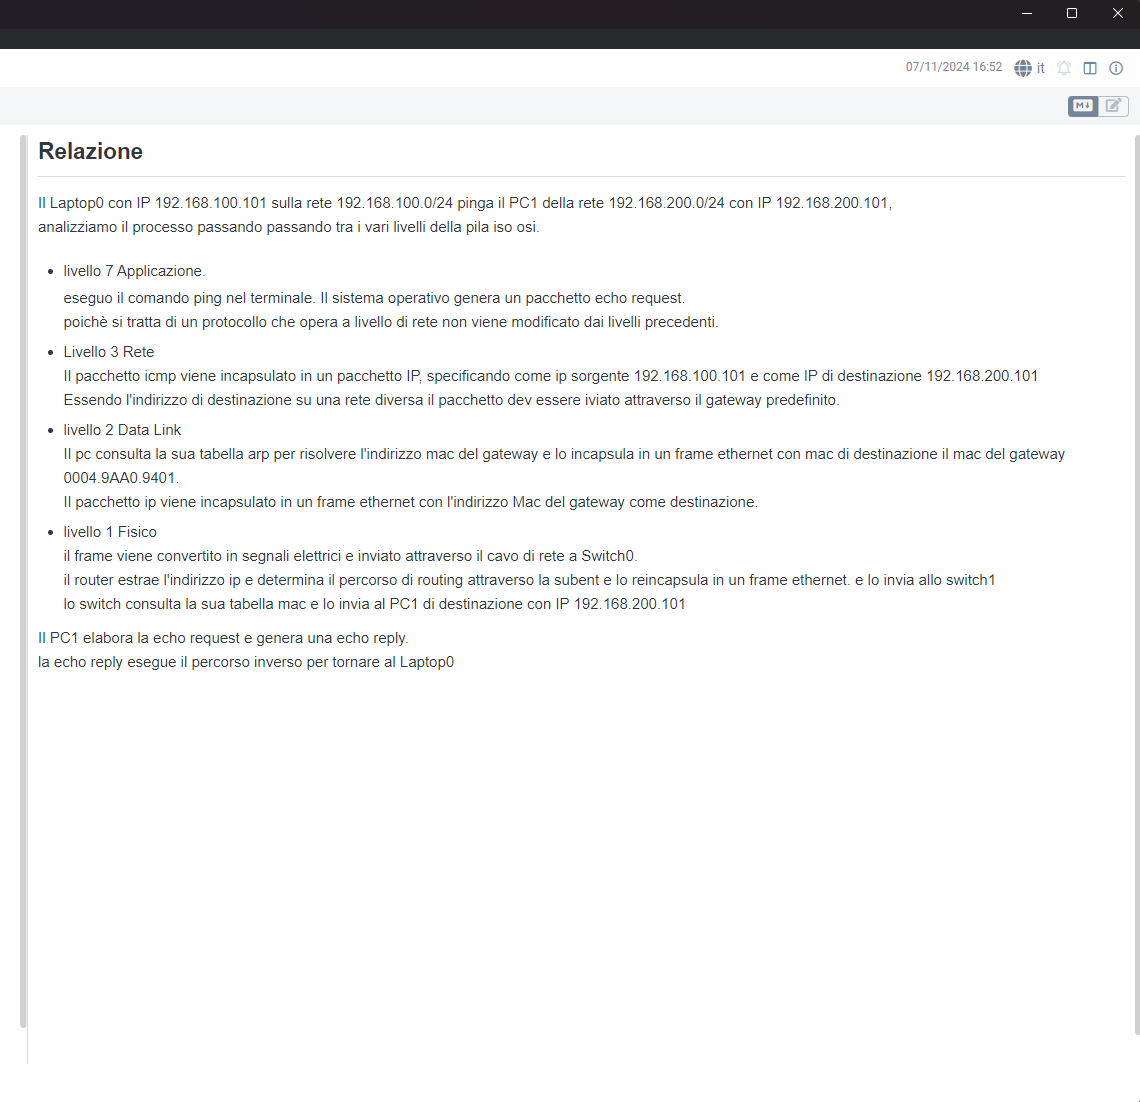 07/11/2024 16:52 it
M↓
Relazione
Il Laptop0 con IP 192.168.100.101 sulla rete 192.168.100.0/24 pinga il PC1 della rete 192.168.200.0/24 con IP 192.168.200.101,
analizziamo il processo passando passando tra i vari livelli della pila iso osi.
• livello 7 Applicazione.
eseguo il comando ping nel terminale. Il sistema operativo genera un pacchetto echo request.
poichè si tratta di un protocollo che opera a livello di rete non viene modificato dai livelli precedenti.
• Livello 3 Rete
Il pacchetto icmp viene incapsulato in un pacchetto IP, specificando come ip sorgente 192.168.100.101 e come IP di destinazione 192.168.200.101
Essendo l'indirizzo di destinazione su una rete diversa il pacchetto dev essere iviato attraverso il gateway predefinito.
• livello 2 Data Link
Il pc consulta la sua tabella arp per risolvere l'indirizzo mac del gateway e lo incapsula in un frame ethernet con mac di destinazione il mac del gateway
0004.9AA0.9401.
Il pacchetto ip viene incapsulato in un frame ethernet con l'indirizzo Mac del gateway come destinazione.
• livello 1 Fisico
il frame viene convertito in segnali elettrici e inviato attraverso il cavo di rete a Switch0.
il router estrae l'indirizzo ip e determina il percorso di routing attraverso la subent e lo reincapsula in un frame ethernet. e lo invia allo switch1
lo switch consulta la sua tabella mac e lo invia al PC1 di destinazione con IP 192.168.200.101
Il PC1 elabora la echo request e genera una echo reply.
la echo reply esegue il percorso inverso per tornare al Laptop0